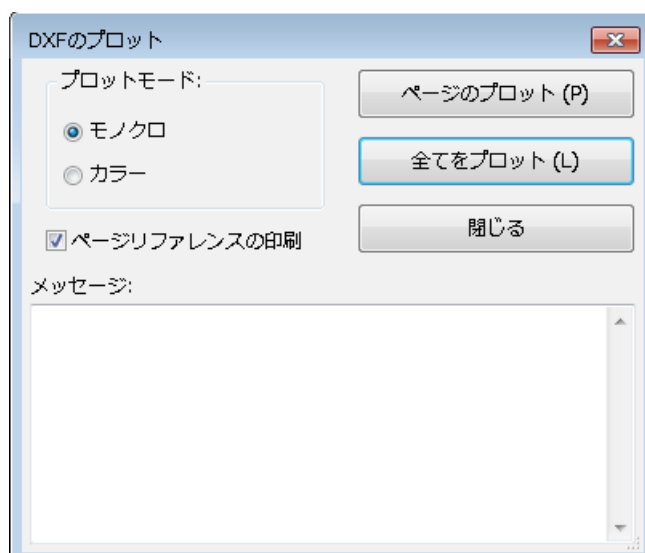 DXFのプロット
プロットモード:
モノクロ
カラー
ページリファレンスの印刷
ページのプロット (P)
全てをプロット (L)
閉じる
メッセージ: